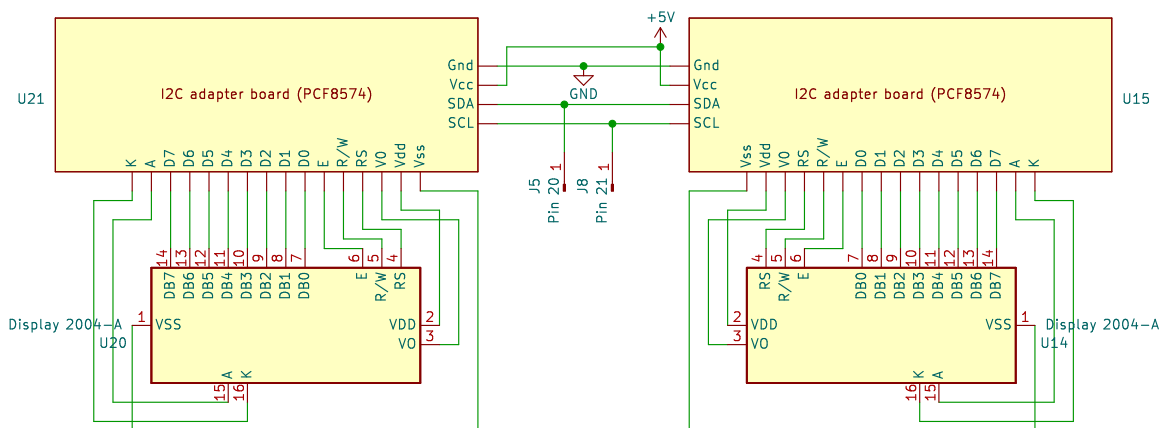 +5V
Gnd
Vcc
SDA
SCL
I2C adapter board (PCF8574)
U21
K
A
D7
D6
D5
D4
D3
D2
D1
D0
E
R/W
RS
V0
Vdd
Vss
GND
Gnd
Vcc
SDA
SCL
I2C adapter board (PCF8574)
U15
Vss
Vdd
V0
RS
R/W
E
D0
D1
D2
D3
D4
D5
D6
D7
A
K
1
J5
Pin 20
1
J8
Pin 21
14
13
12
11
10
9
8
7
6
5
4
DB7
DB6
DB5
DB4
DB3
DB2
DB1
DB0
E
R/W
RS
1
VSS
Display 2004-A
U20
VDD
2
VO
3
A
K
15
16
4
5
6
7
8
9
10
11
12
13
14
RS
R/W
E
DB0
DB1
DB2
DB3
DB4
DB5
DB6
DB7
2
VDD
3
VO
VSS
1
Display 2004-A
U14
K
A
16
15